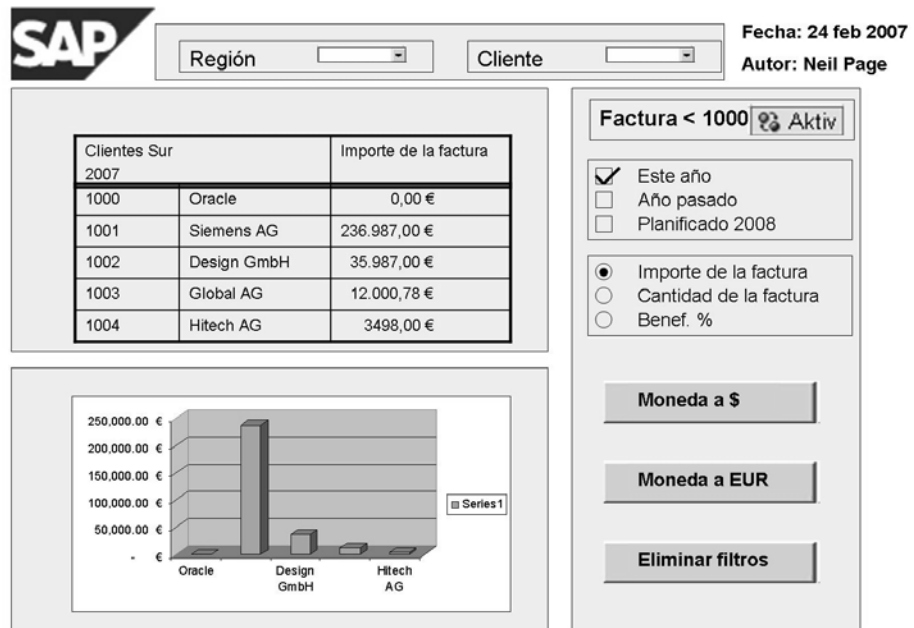 SAP
Región
Cliente
Fecha: 24 feb 2007
Autor: Neil Page
Clientes Sur
2007
Importe de la factura
1000 Oracle 0,00 €
1001 Siemens AG 236.987,00 €
1002 Design GmbH 35.987,00 €
1003 Global AG 12.000,78 €
1004 Hitech AG 3498,00 €
250,000.00 €
200,000.00 €
150,000.00 €
100,000.00 €
50,000.00 €
- €
Oracle
Design
GmbH
Hitech
AG
Series1
Factura < 1000 Aktiv
Este año
Año pasado
Planificado 2008
Importe de la factura
Cantidad de la factura
Benef. %
Moneda a $
Moneda a EUR
Eliminar filtros